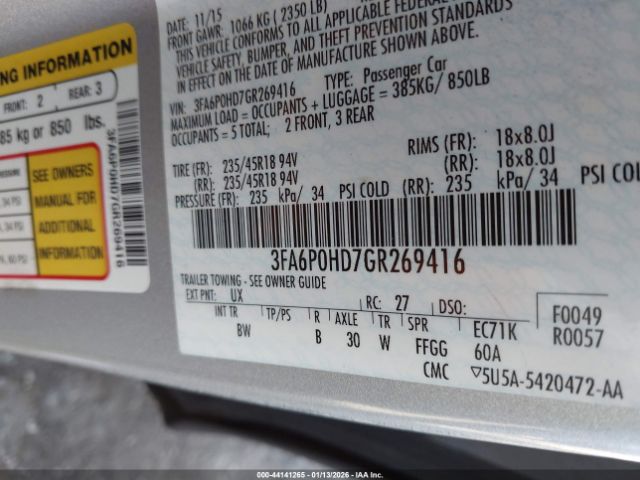 NG INFORMATION
FRONT: 2 REAR: 3
85 kg or 850 lbs.
SEE OWNERS
MANUAL FOR
ADDITIONAL
INFORMATION
3FA6P0HD7GR269416
DATE: 11/15
FRONT GAWR: 1066 KG ( 2350 LB)
THIS VEHICLE CONFORMS TO ALL APPLICABLE FEDERAL
VEHICLE SAFETY, BUMPER, AND THEFT PREVENTION STANDARDS
IN EFFECT ON THE DATE OF MANUFACTURE SHOWN ABOVE.
VIN: 3FA6P0HD7GR269416 TYPE: Passenger Car
MAXIMUM LOAD = OCCUPANTS + LUGGAGE = 385KG/ 850LB
OCCUPANTS = 5 TOTAL; 2 FRONT, 3 REAR
TIRE (FR): 235/45R18 94V RIMS (FR): 18x8.0J
(RR): 235/45R18 94V (RR): 18x8.0J
PRESSURE (FR): 235 kPa/ 34 PSI COLD (RR): 235 kPa/ 34 PSI COL
3FA6P0HD7GR269416
TRAILER TOWING - SEE OWNER GUIDE
EXT PNT: UX RC: 27 DSO: F0049
INT TR TP/PS R AXLE TR SPR EC71K R0057
BW B 30 W FFGG 60A
CMC ▽5U5A-5420472-AA
000-44141265 - 01/13/2026 - IAA Inc.